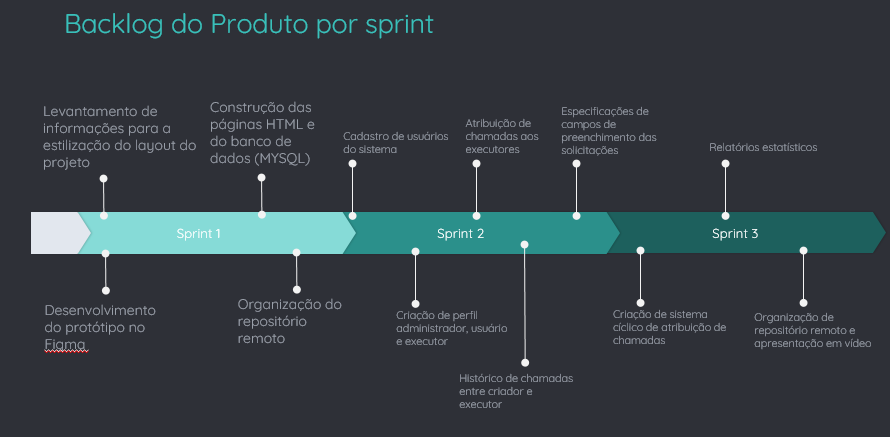 Backlog do Produto por sprint
Levantamento de
informações para a
estilização do layout do
projeto
Construção das
páginas HTML e
do banco de
dados (MYSQL)
Cadastro de usuários
do sistema
Atribuição de
chamadas aos
executores
Especificações de
campos de
preenchimento das
solicitações
Relatórios estatísticos
Sprint 1
Sprint 2
Sprint 3
Desenvolvimento
do protótipo no
Figma
Organização do
repositório
remoto
Criação de perfil
administrador, usuário
e executor
Histórico de chamadas
entre criador e
executor
Criação de sistema
cíclico de atribuição de
chamadas
Organização de
repositório remoto e
apresentação em vídeo